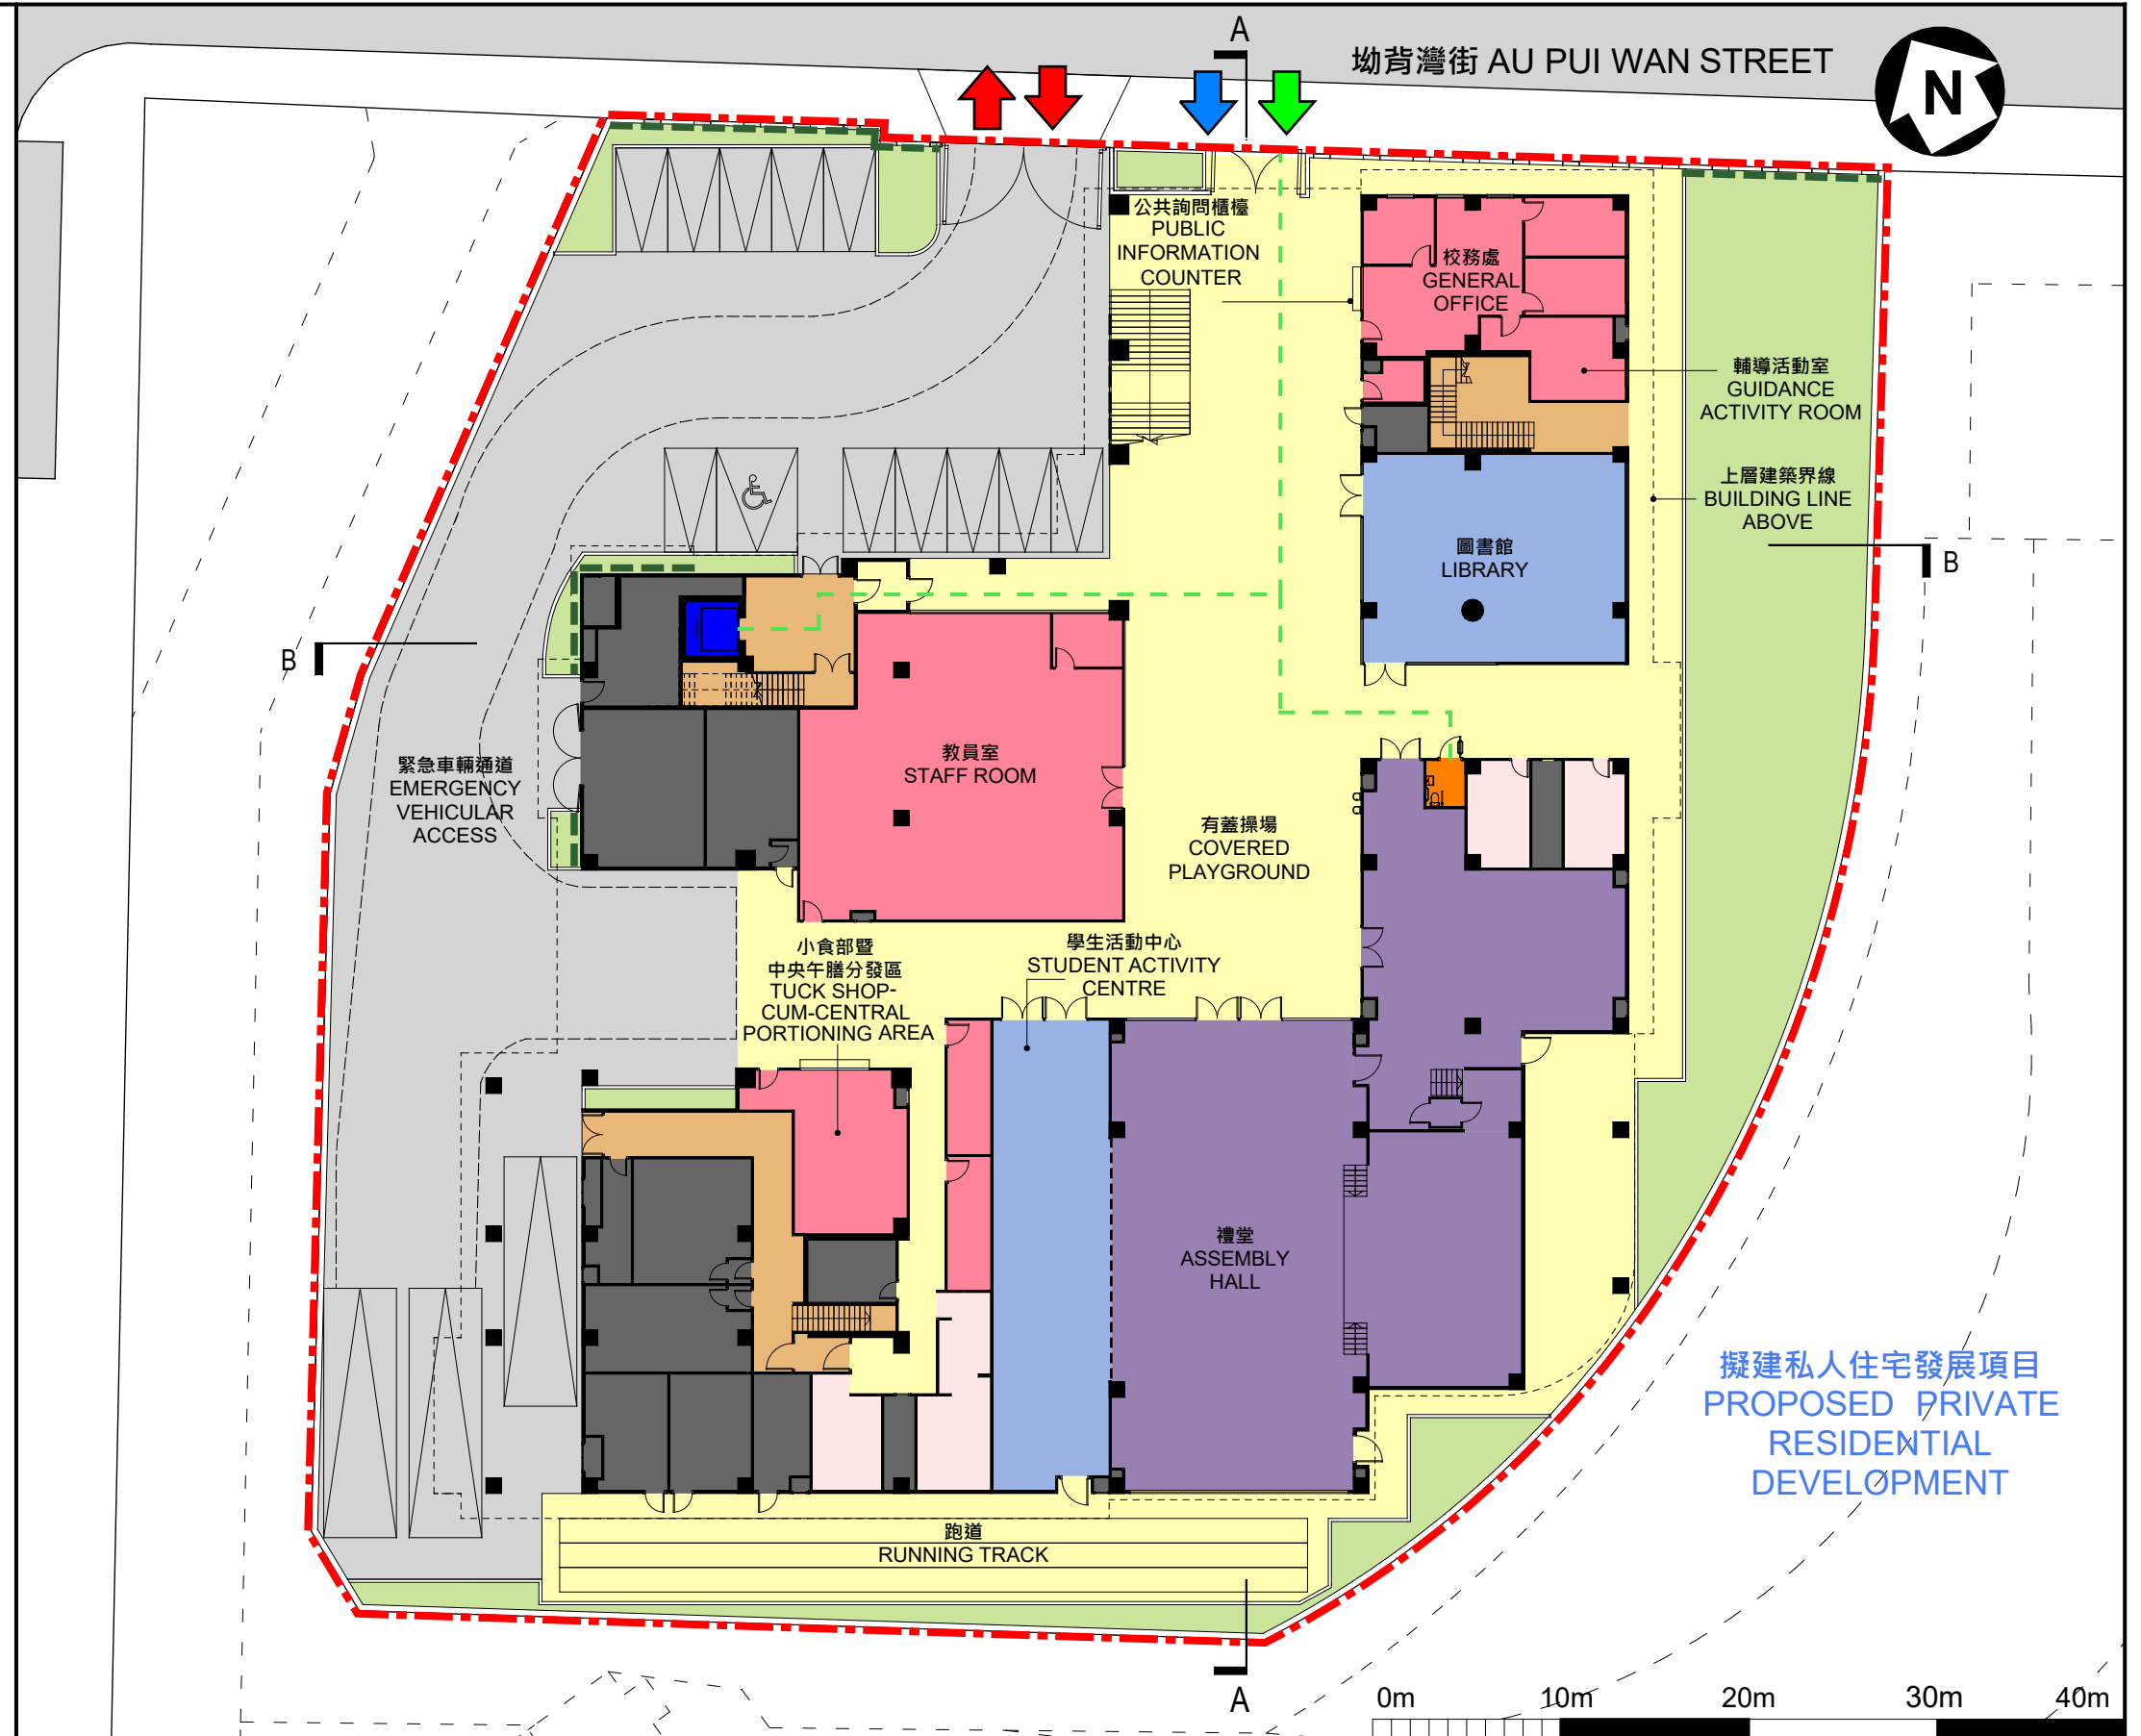 A
坳背灣街 AU PUI WAN STREET
N
公共詢問櫃檯
PUBLIC
INFORMATION
COUNTER
校務處
GENERAL
OFFICE
輔導活動室
GUIDANCE
ACTIVITY ROOM
上層建築界線
BUILDING LINE
ABOVE
圖書館
LIBRARY
B
B
教員室
STAFF ROOM
緊急車輛通道
EMERGENCY
VEHICULAR
ACCESS
有蓋操場
COVERED
PLAYGROUND
小食部暨
中央午膳分發區
TUCK SHOP-
CUM-CENTRAL
PORTIONING AREA
學生活動中心
STUDENT ACTIVITY
CENTRE
禮堂
ASSEMBLY
HALL
擬建私人住宅發展項目
PROPOSED PRIVATE
RESIDENTIAL
DEVELOPMENT
跑道
RUNNING TRACK
A
0m 10m 20m 30m 40m